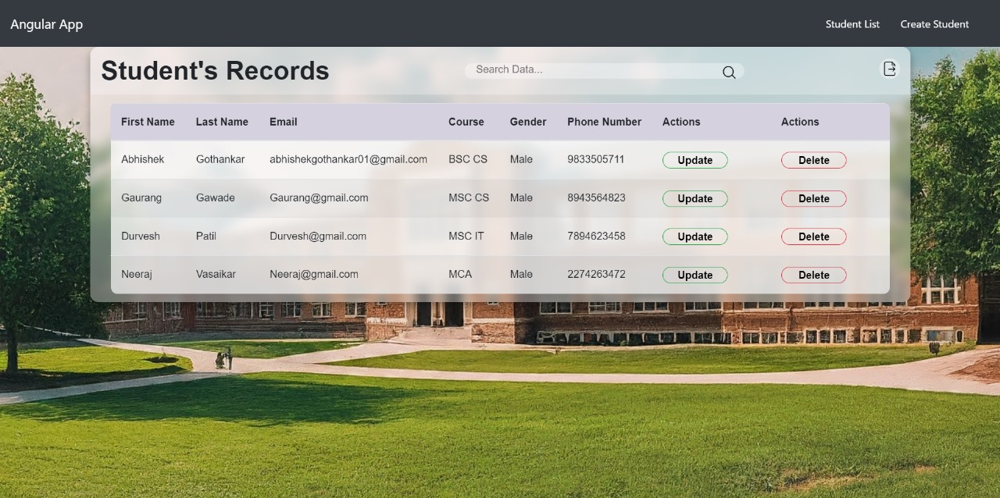 Angular App Student List Create Student
Student's Records Search Data...
First Name Last Name Email Course Gender Phone Number Actions Actions
Abhishek Gothankar abhishekgothankar01@gmail.com BSC CS Male 9833505711 Update Delete
Gaurang Gawade Gaurang@gmail.com MSC CS Male 8943564823 Update Delete
Durvesh Patil Durvesh@gmail.com MSC IT Male 7894623458 Update Delete
Neeraj Vasaikar Neeraj@gmail.com MCA Male 2274263472 Update Delete